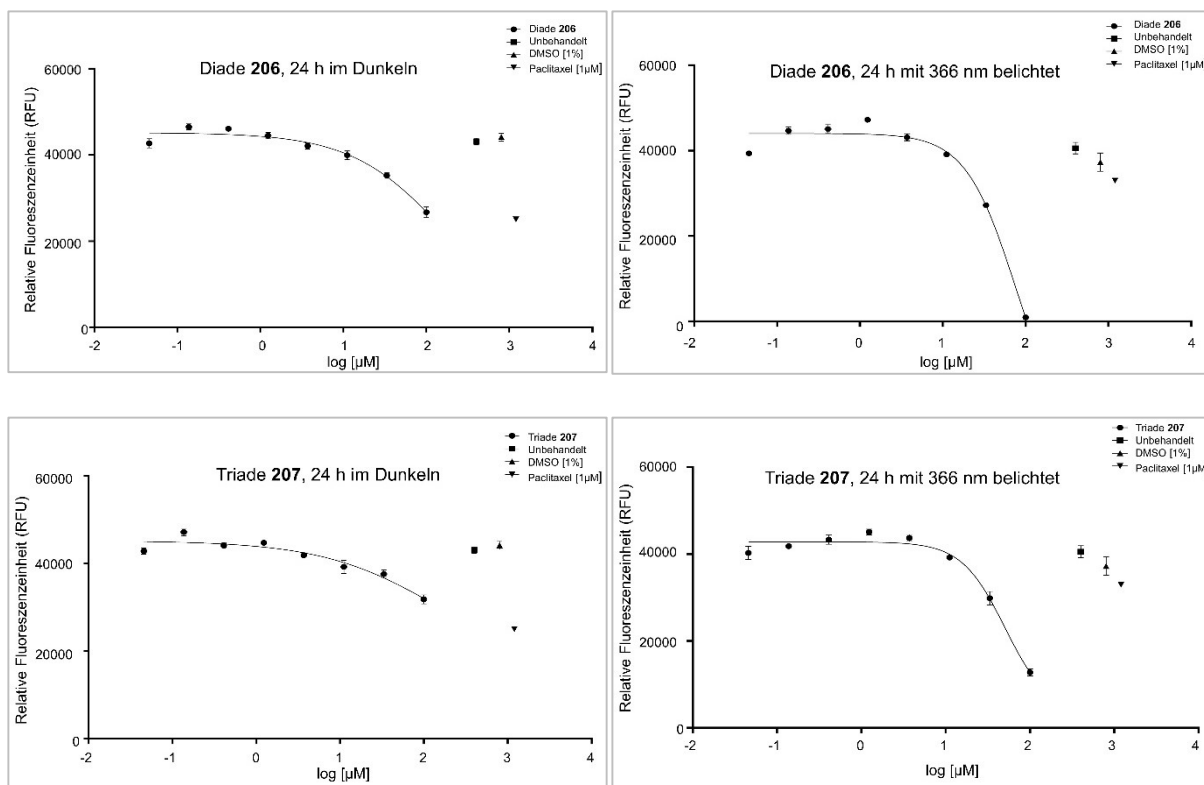 Diade 206
Unbehandelt
DMSO [1%]
Paclitaxel [1µM]
Diade 206, 24 h im Dunkeln
Relative Fluoreszenzeinheit (RFU)
60000
40000
20000
0
-2 -1 0 1 2 3 4
log [µM]
Diade 206
Unbehandelt
DMSO [1%]
Paclitaxel [1µM]
Diade 206, 24 h mit 366 nm belichtet
Relative Fluoreszenzeinheit (RFU)
60000
40000
20000
0
-2 -1 0 1 2 3 4
log [µM]
Triade 207
Unbehandelt
DMSO [1%]
Paclitaxel [1µM]
Triade 207, 24 h im Dunkeln
Relative Fluoreszenzeinheit (RFU)
60000
40000
20000
0
-2 -1 0 1 2 3 4
log [µM]
Triade 207
Unbehandelt
DMSO [1%]
Paclitaxel [1µM]
Triade 207, 24 h mit 366 nm belichtet
Relative Fluoreszenzeinheit (RFU)
60000
40000
20000
0
-2 -1 0 1 2 3 4
log [µM]